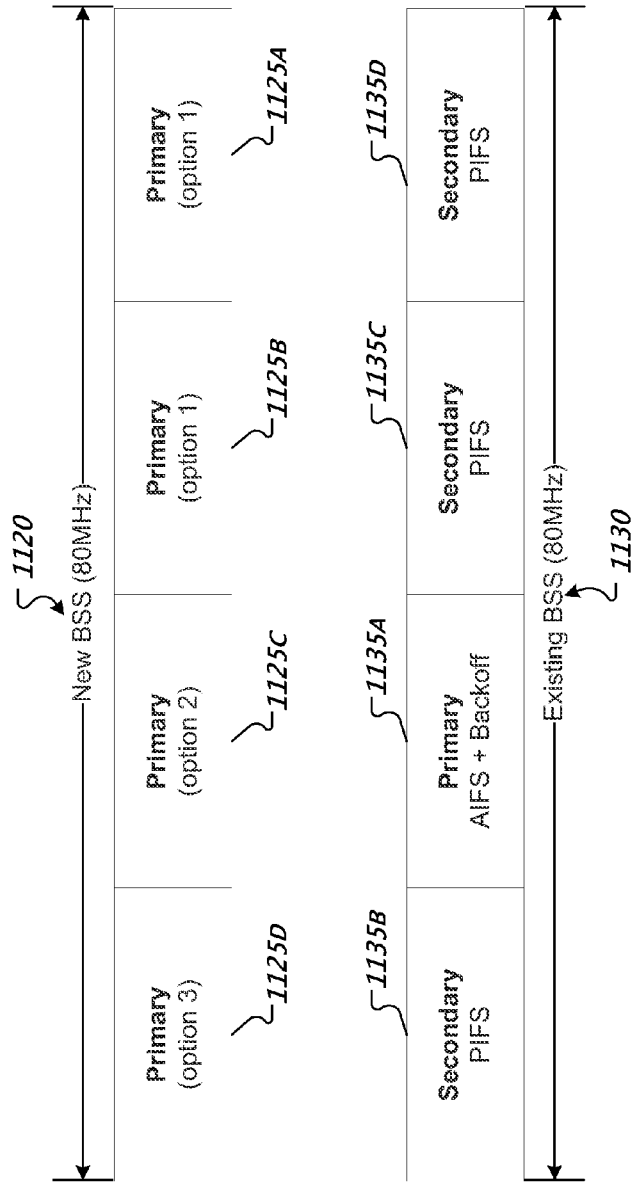 1120
New BSS (80MHz)
Primary
(option 3)
Primary
(option 2)
Primary
(option 1)
Primary
(option 1)
1125D
1125C
1125B
1125A
1135B
1135A
1135C
1135D
Secondary
PIFS
Primary
AIFS + Backoff
Secondary
PIFS
Secondary
PIFS
Existing BSS (80MHz)
1130